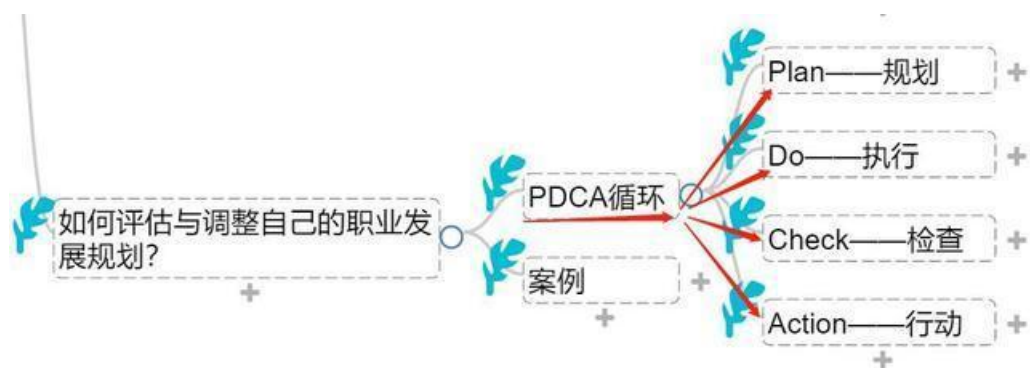 如何评估与调整自己的职业发
展规划？
PDCA循环
案例
Plan——规划
Do——执行
Check——检查
Action——行动